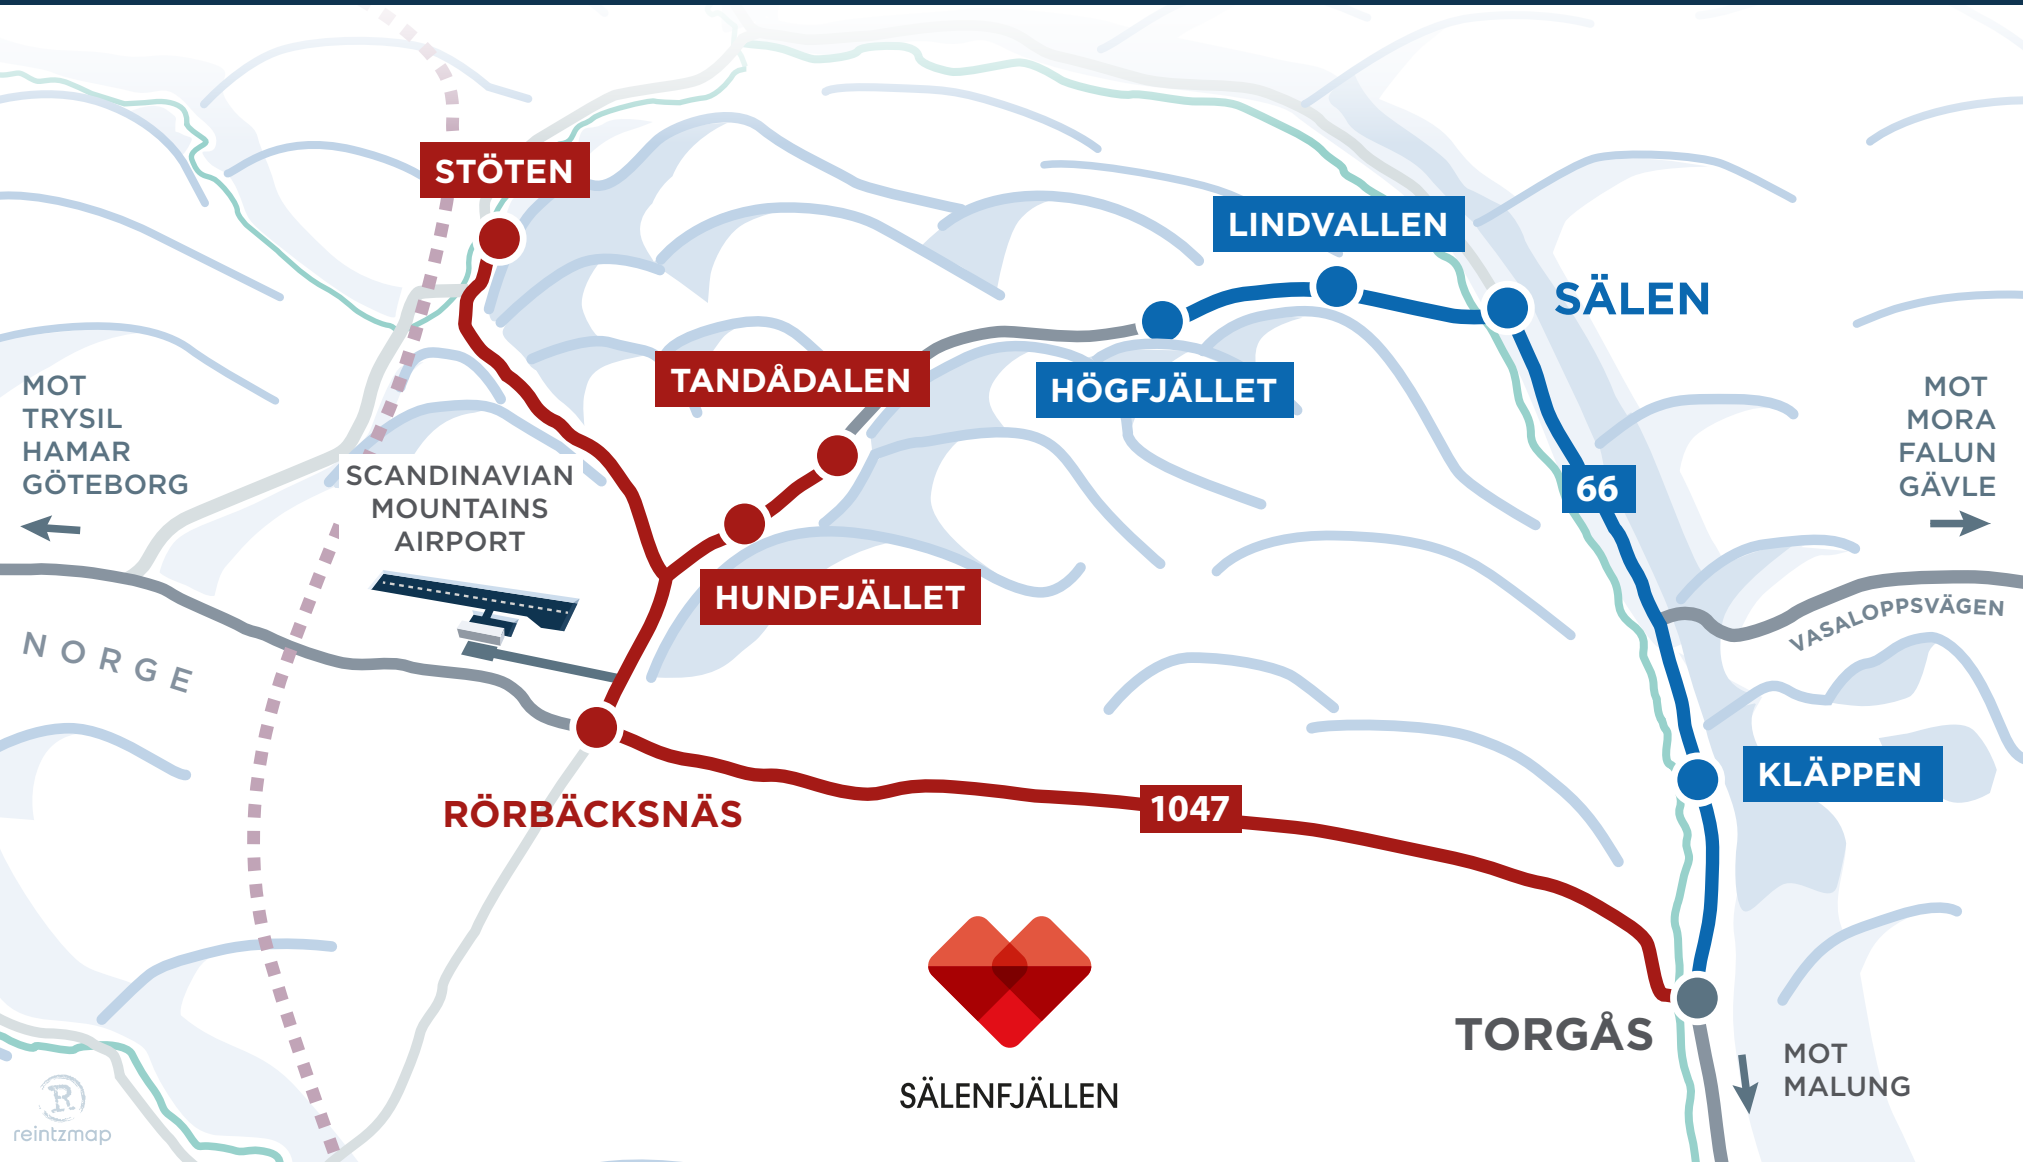 STÖTEN
LINDVALLEN
SÄLEN
TANDÅDALEN
HÖGFJÄLLET
MOT
TRYSIL
HAMAR
GÖTEBORG
MOT
MORA
FALUN
GÄVLE
SCANDINAVIAN
MOUNTAINS
AIRPORT
66
HUNDFJÄLLET
VASALOPPSVÄGEN
NORGE
KLÄPPEN
RÖRBÄCKSNÄS
1047
TORGÅS
MOT
MALUNG
SÄLENFJÄLLEN
R
reintzmap